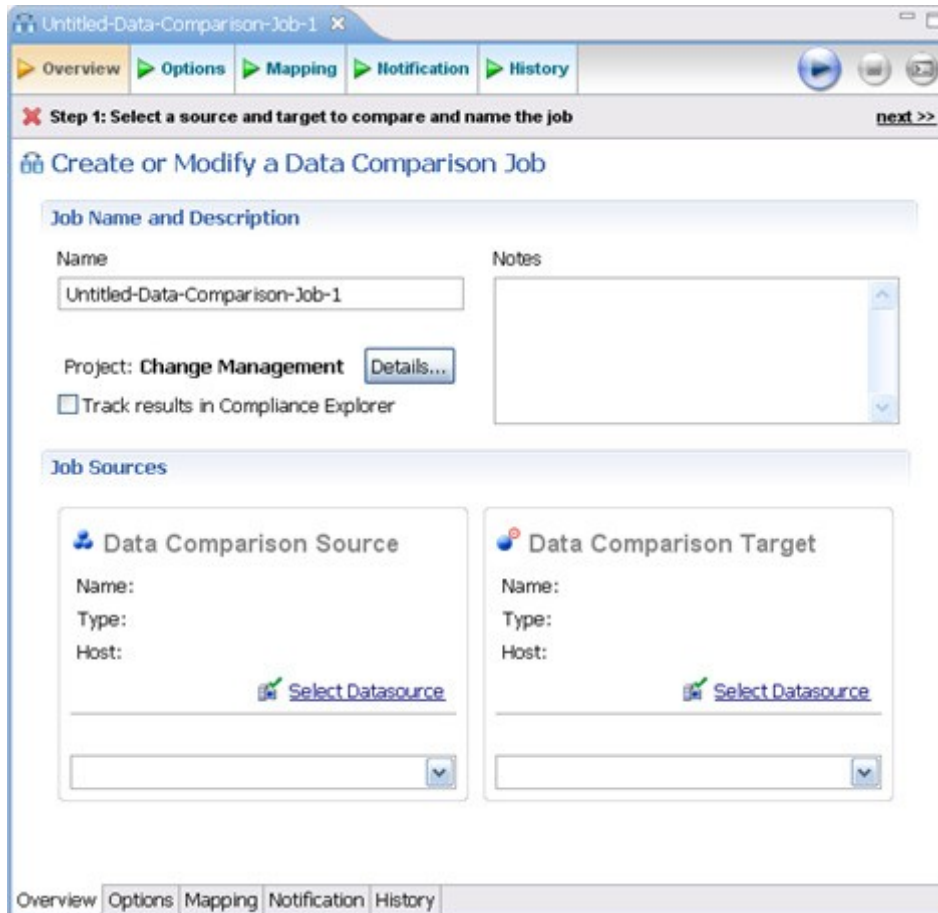 Untitled-Data-Comparison-Job-1
Overview Options Mapping Notification History
Step 1: Select a source and target to compare and name the job next >>
Create or Modify a Data Comparison Job
Job Name and Description
Name Notes
Untitled-Data-Comparison-Job-1
Project: Change Management Details...
Track results in Compliance Explorer
Job Sources
Data Comparison Source Data Comparison Target
Name: Name:
Type: Type:
Host: Host:
Select Datasource Select Datasource
Overview Options Mapping Notification History